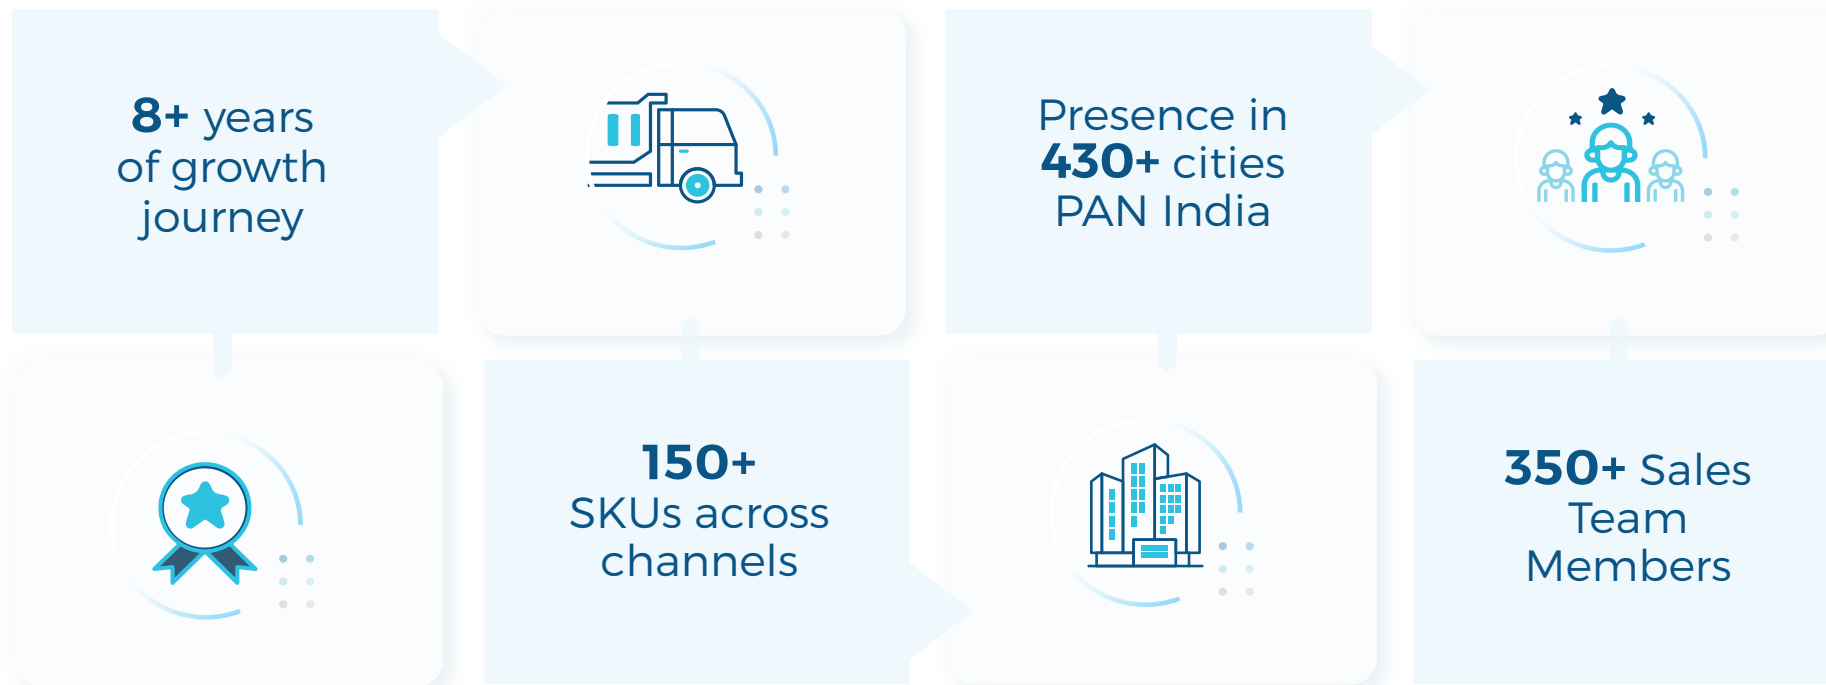 8+ years
of growth
journey
150+
SKUs across
channels
Presence in
430+ cities
PAN India
350+ Sales
Team
Members